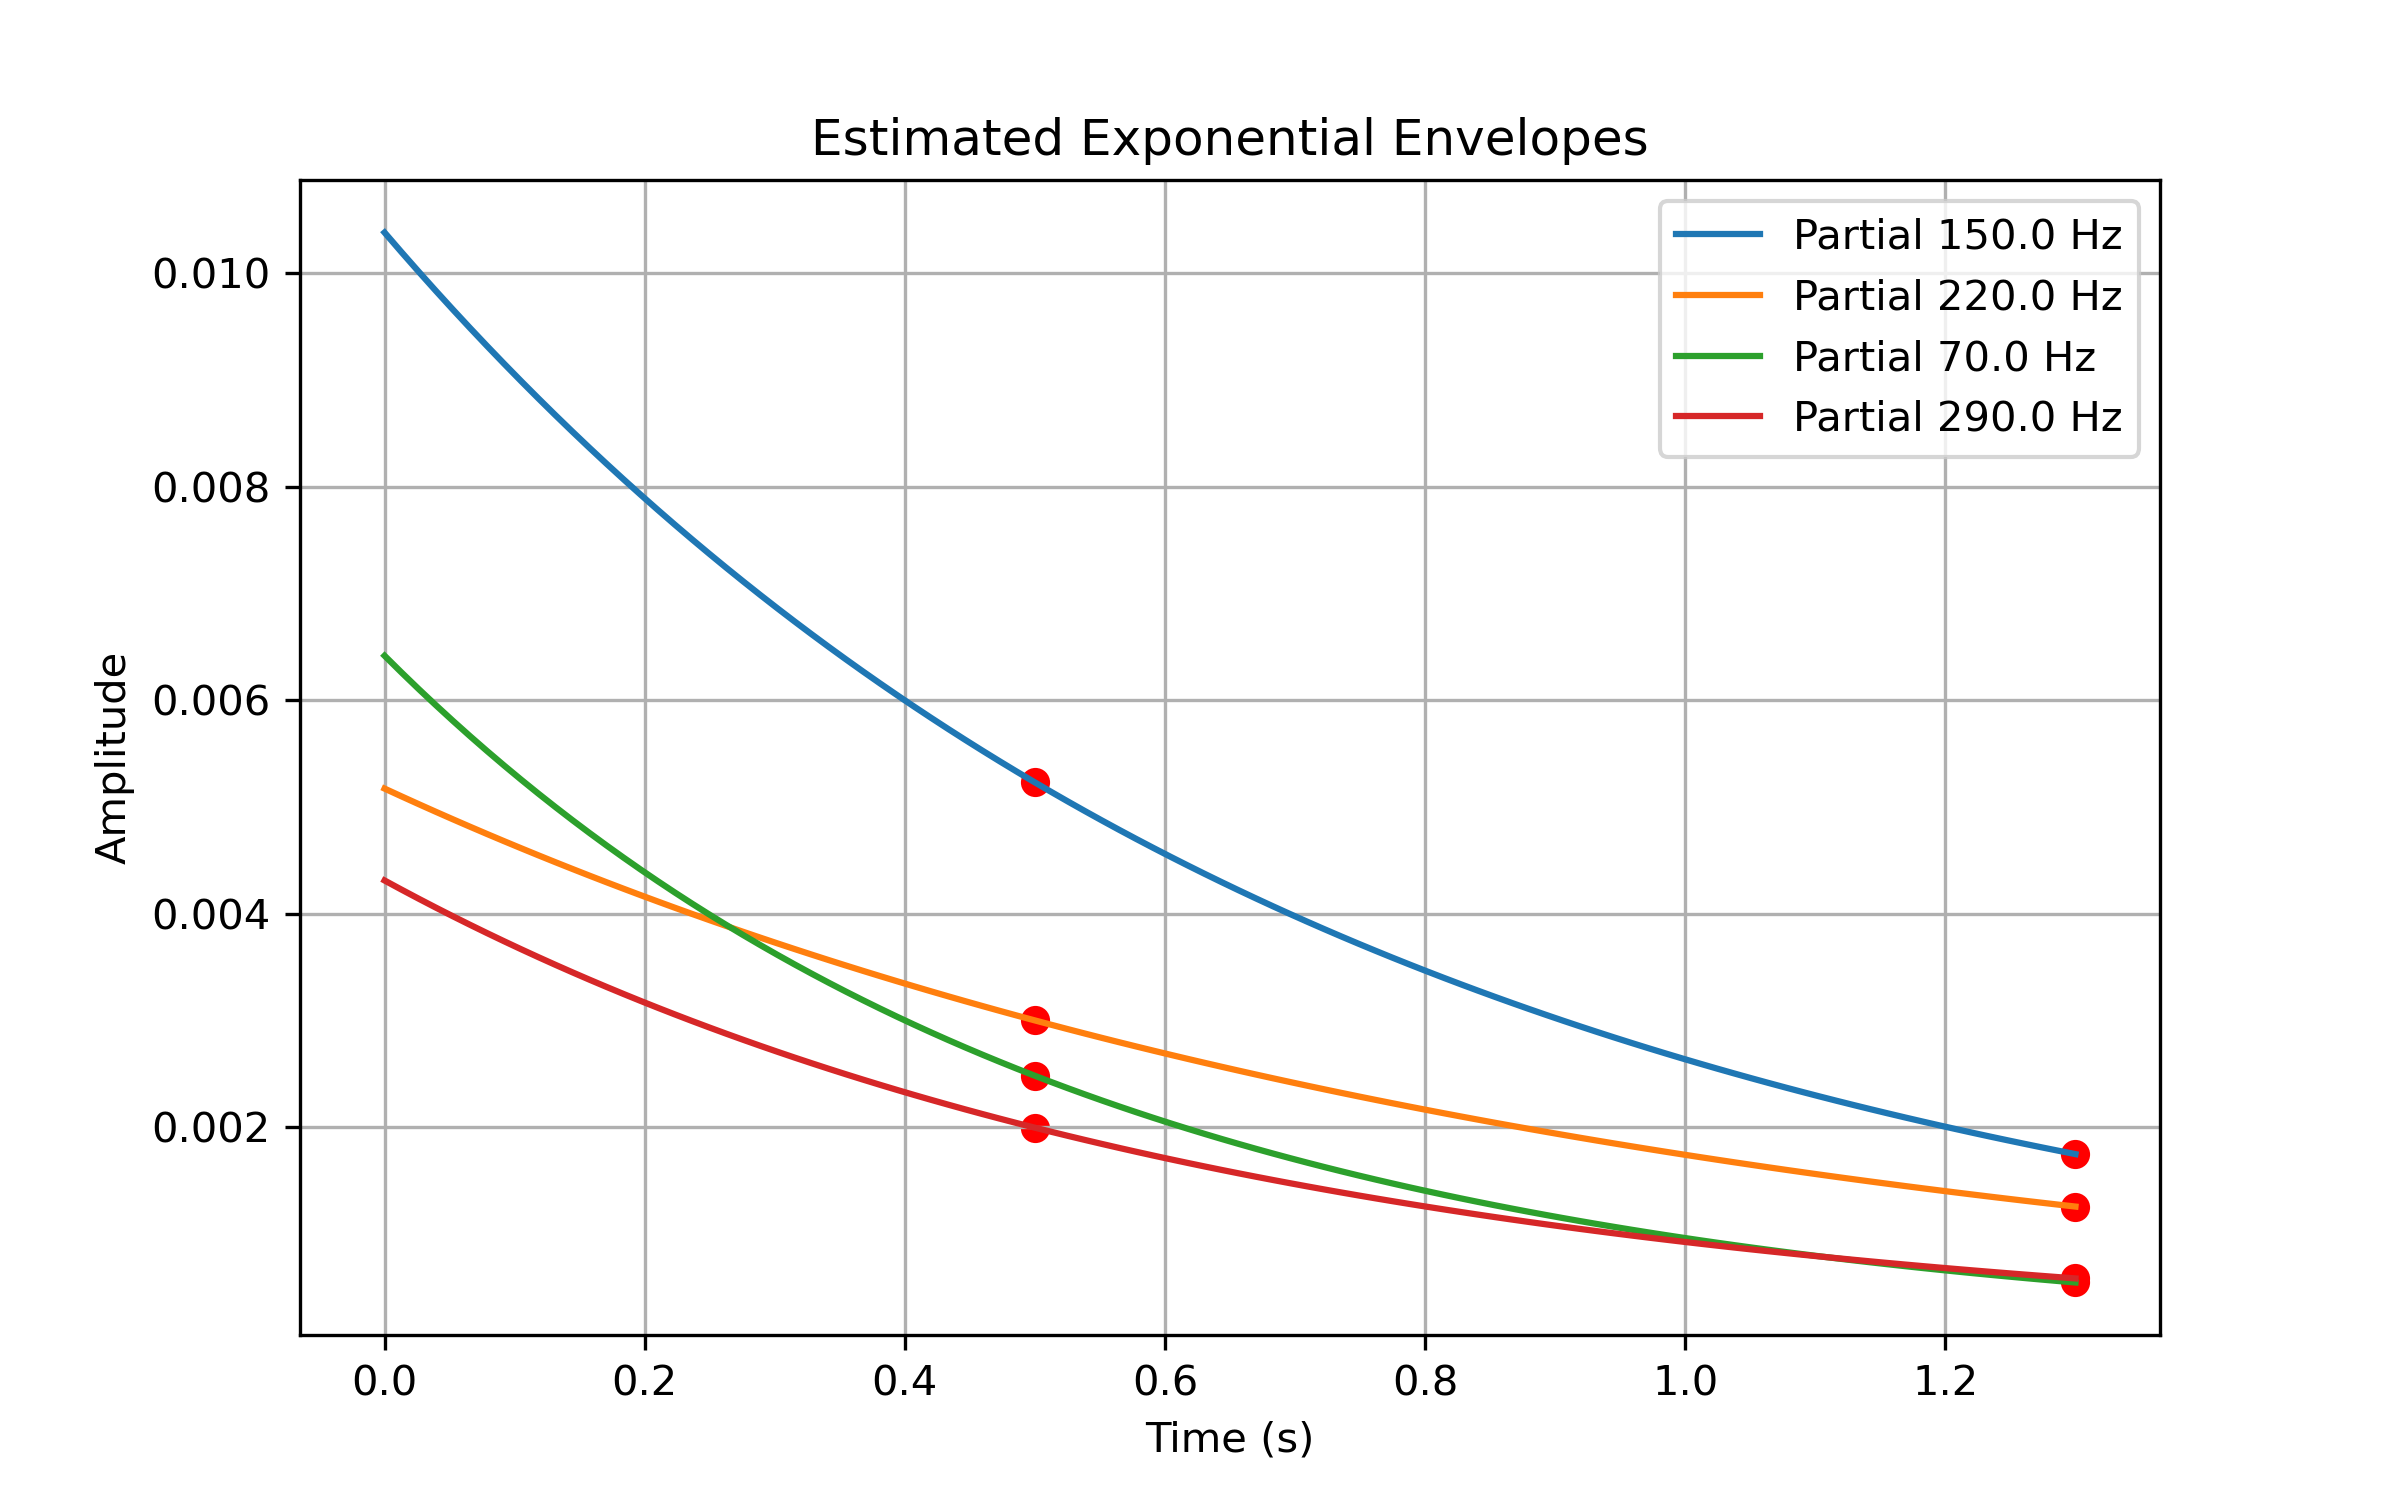 Estimated Exponential Envelopes
Partial 150.0 Hz
Partial 220.0 Hz
Partial 70.0 Hz
Partial 290.0 Hz
Amplitude
0.010
0.008
0.006
0.004
0.002
0.0 0.2 0.4 0.6 0.8 1.0 1.2
Time (s)